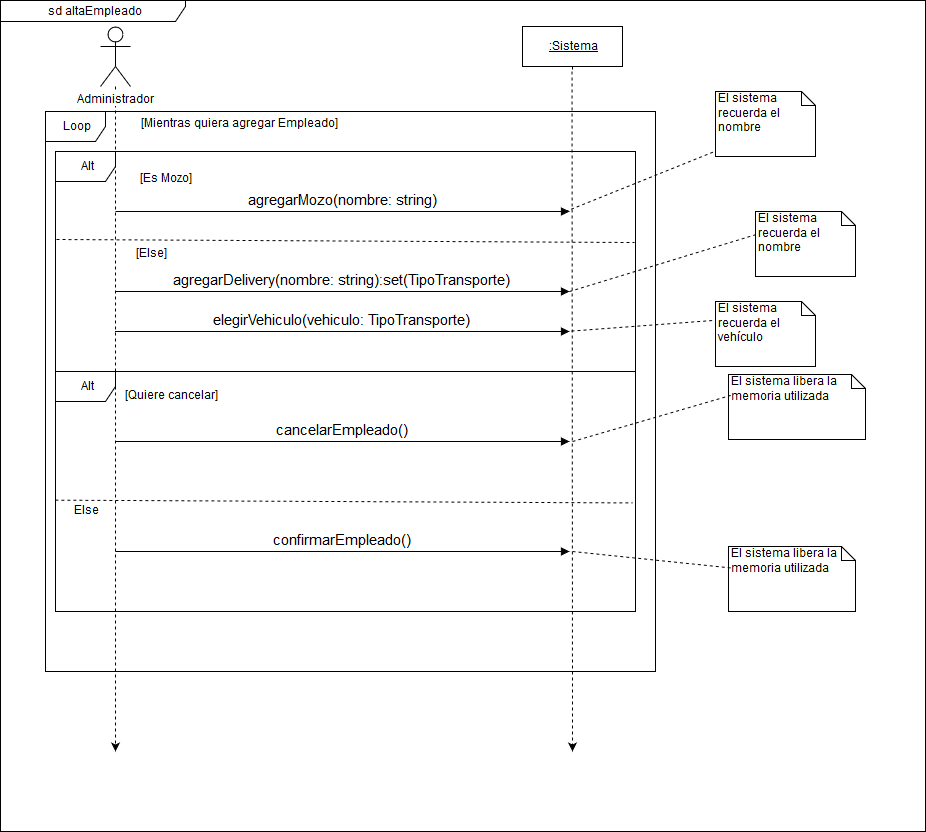 sd altaEmpleado
:Sistema
Administrador
Loop
[Mientras quiera agregar Empleado]
El sistema
recuerda el
nombre
Alt
[Es Mozo]
agregarMozo(nombre: string)
El sistema
recuerda el
nombre
[Else]
agregarDelivery(nombre: string):set(TipoTransporte)
elegirVehiculo(vehiculo: TipoTransporte)
El sistema
recuerda el
vehículo
Alt
[Quiere cancelar]
El sistema libera la
memoria utilizada
cancelarEmpleado()
Else
confirmarEmpleado()
El sistema libera la
memoria utilizada